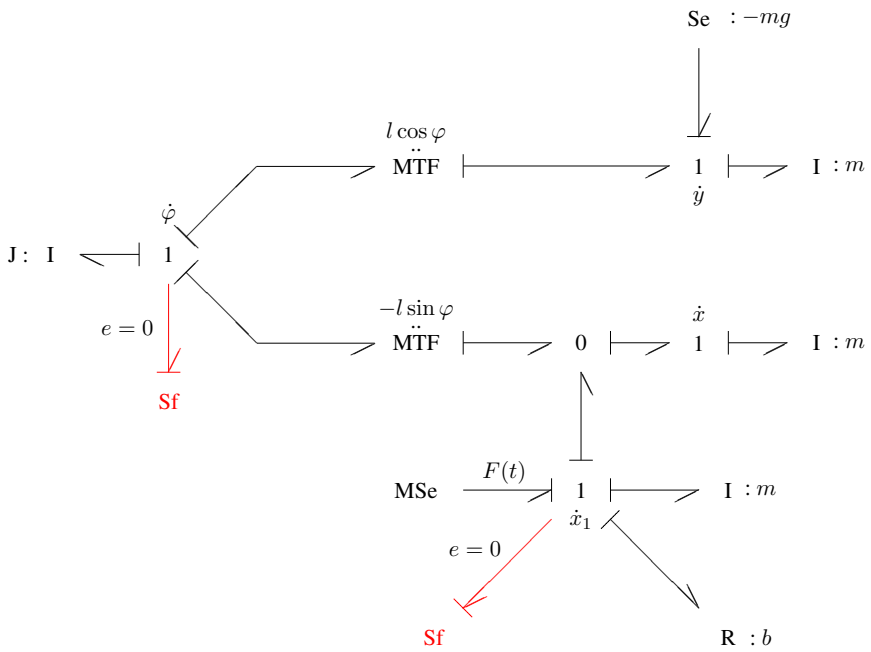 Se : −mg
l cos φ
MTF
1
I : m
ẏ
φ̇
J : I
1
−l sin φ
ẋ
e = 0
MTF
0
1
I : m
Sf
F(t)
MSe
1
I : m
ẋ₁
e = 0
Sf
R : b